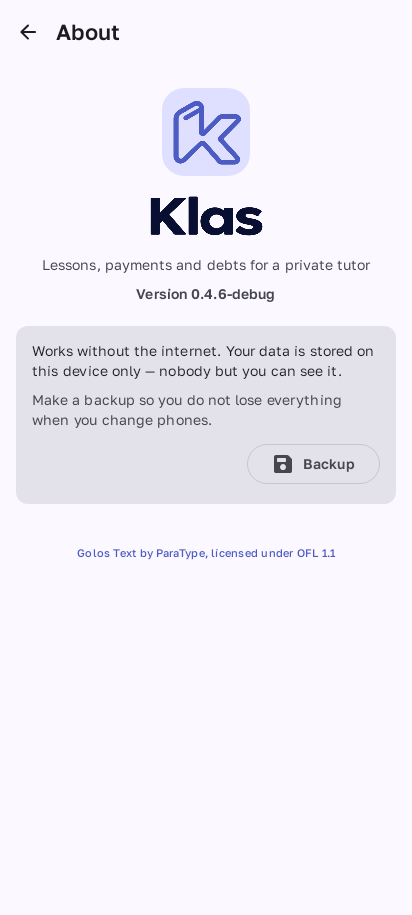 About
Klas
Lessons, payments and debts for a private tutor
Version 0.4.6-debug
Works without the internet. Your data is stored on
this device only — nobody but you can see it.
Make a backup so you do not lose everything
when you change phones.
Backup
Golos Text by ParaType, licensed under OFL 1.1